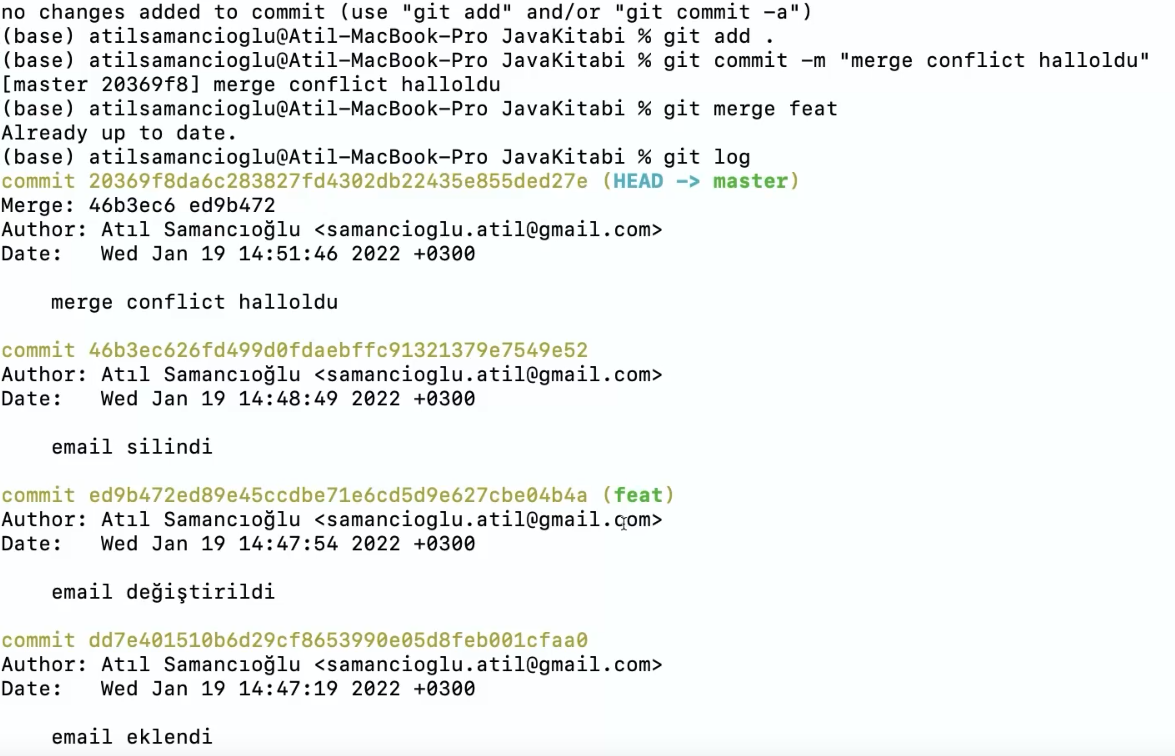 no changes added to commit (use "git add" and/or "git commit -a")
(base) atilsamancioglu@Atil-MacBook-Pro JavaKitabi % git add .
(base) atilsamancioglu@Atil-MacBook-Pro JavaKitabi % git commit -m "merge conflict halloldu"
[master 20369f8] merge conflict halloldu
(base) atilsamancioglu@Atil-MacBook-Pro JavaKitabi % git merge feat
Already up to date.
(base) atilsamancioglu@Atil-MacBook-Pro JavaKitabi % git log
commit 20369f8da6c283827fd4302db22435e855ded27e (HEAD -> master)
Merge: 46b3ec6 ed9b472
Author: Atıl Samancıoğlu <samancioglu.atil@gmail.com>
Date:   Wed Jan 19 14:51:46 2022 +0300
merge conflict halloldu
commit 46b3ec626fd499d0fdaebffc91321379e7549e52
Author: Atıl Samancıoğlu <samancioglu.atil@gmail.com>
Date:   Wed Jan 19 14:48:49 2022 +0300
email silindi
commit ed9b472ed89e45ccdbe71e6cd5d9e627cbe04b4a (feat)
Author: Atıl Samancıoğlu <samancioglu.atil@gmail.com>
Date:   Wed Jan 19 14:47:54 2022 +0300
email değiştirildi
commit dd7e401510b6d29cf8653990e05d8feb001cfaa0
Author: Atıl Samancıoğlu <samancioglu.atil@gmail.com>
Date:   Wed Jan 19 14:47:19 2022 +0300
email eklendi